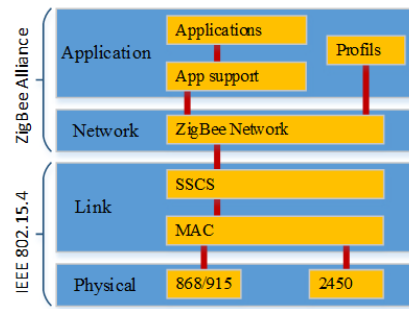 ZigBee Alliance
Application
Applications
Profils
App support
Network
ZigBee Network
IEEE 802.15.4
Link
SSCS
MAC
Physical
868/915
2450